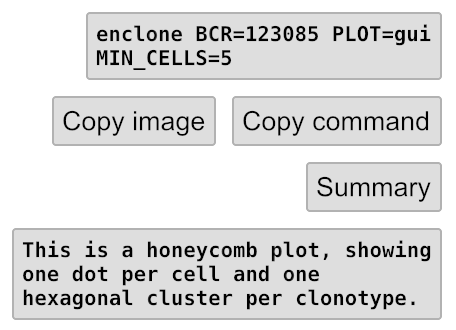 enclone BCR=123085 PLOT=gui
MIN_CELLS=5
Copy image
Copy command
Summary
This is a honeycomb plot, showing
one dot per cell and one
hexagonal cluster per clonotype.